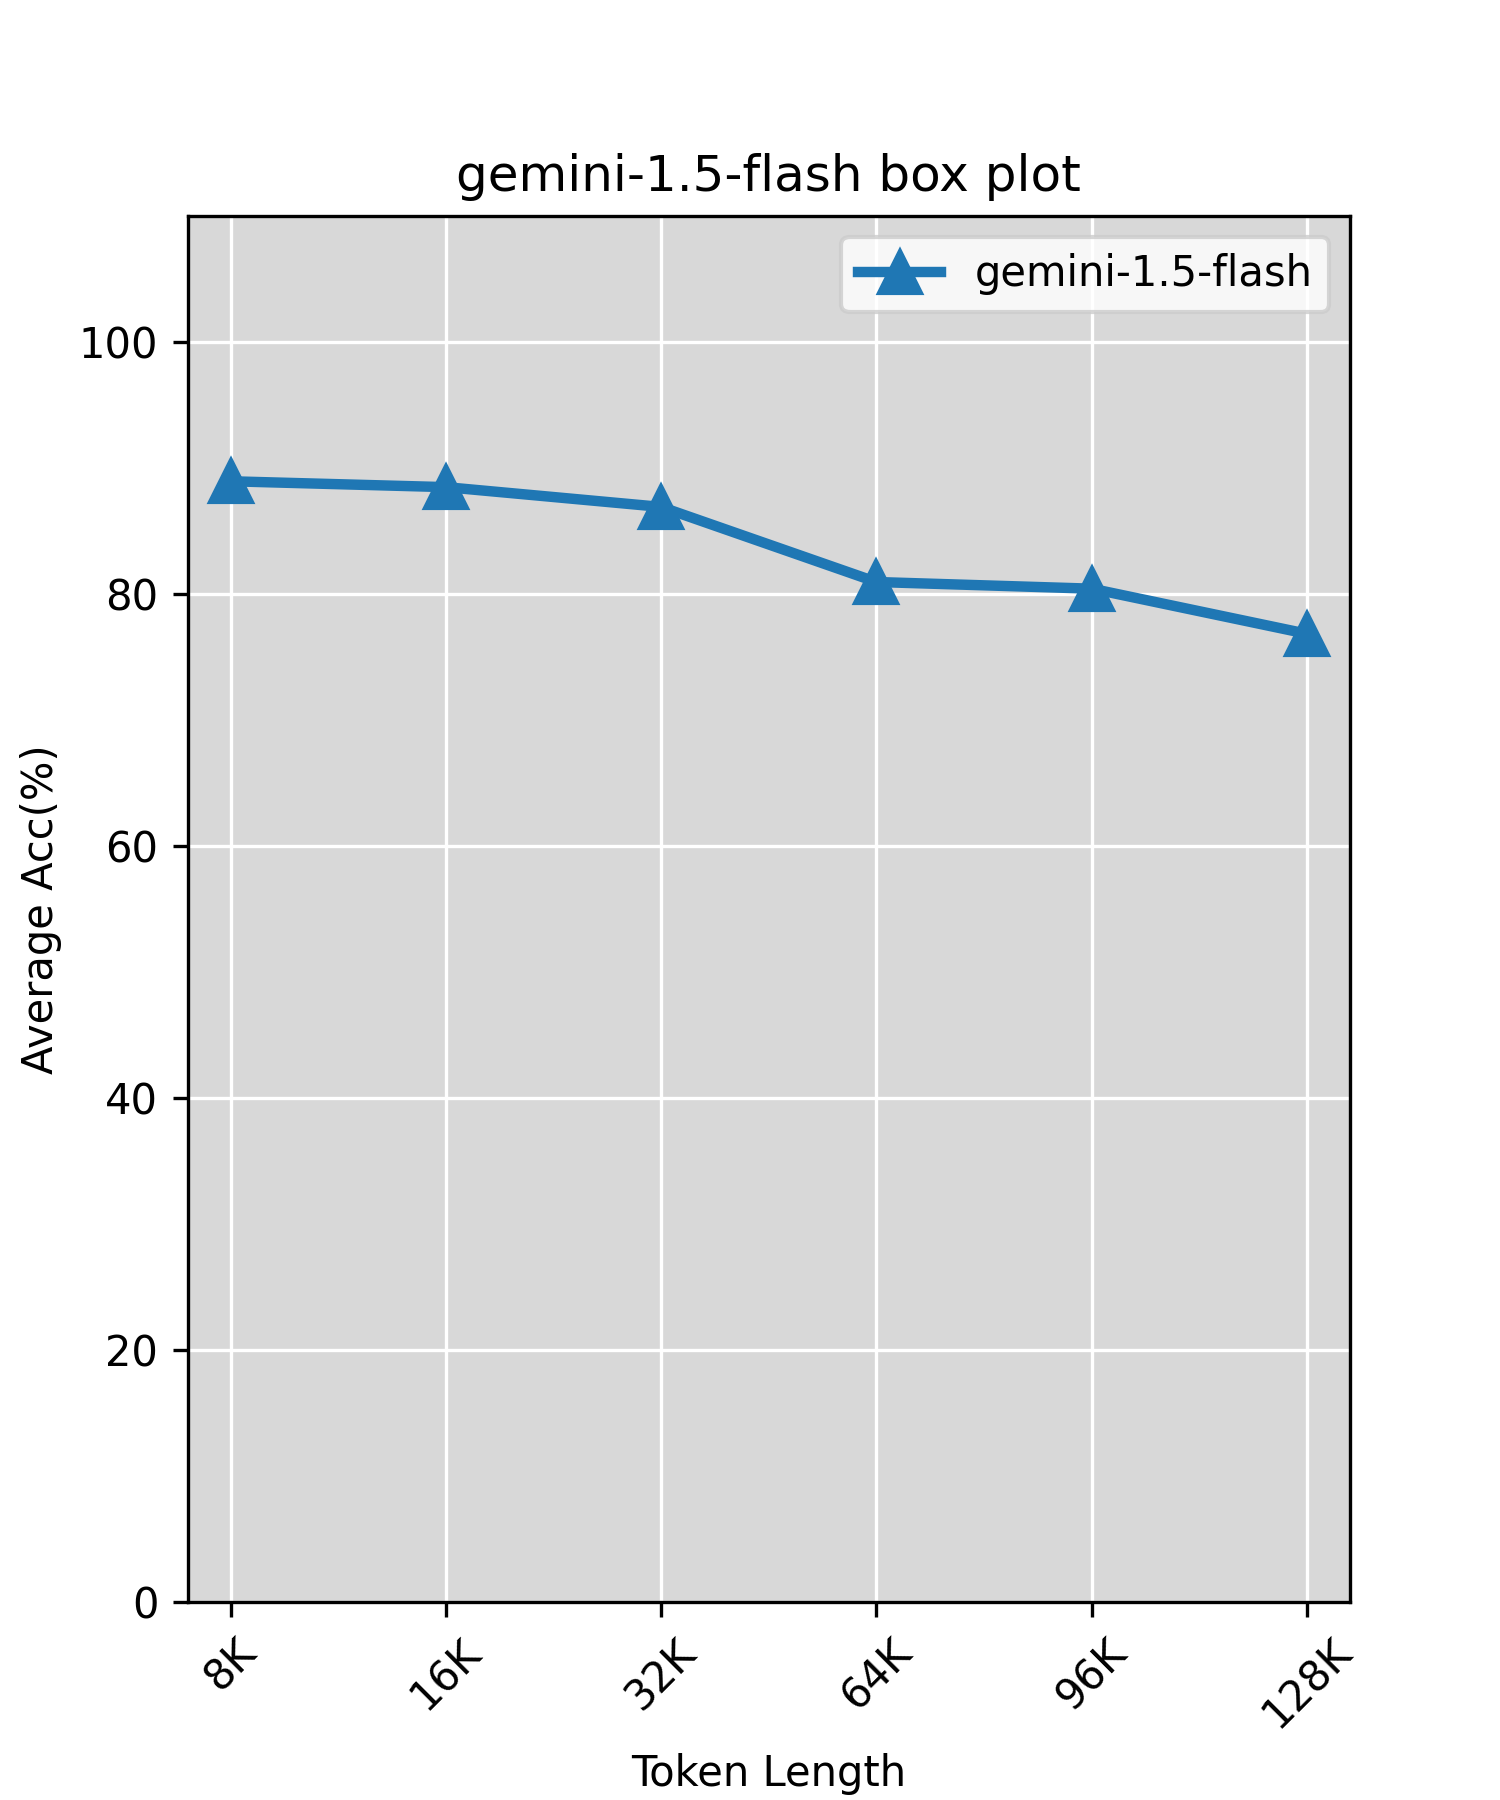 gemini-1.5-flash box plot
gemini-1.5-flash
100
80
60
40
20
0
Average Acc(%)
8K
16K
32K
64K
96K
128K
Token Length